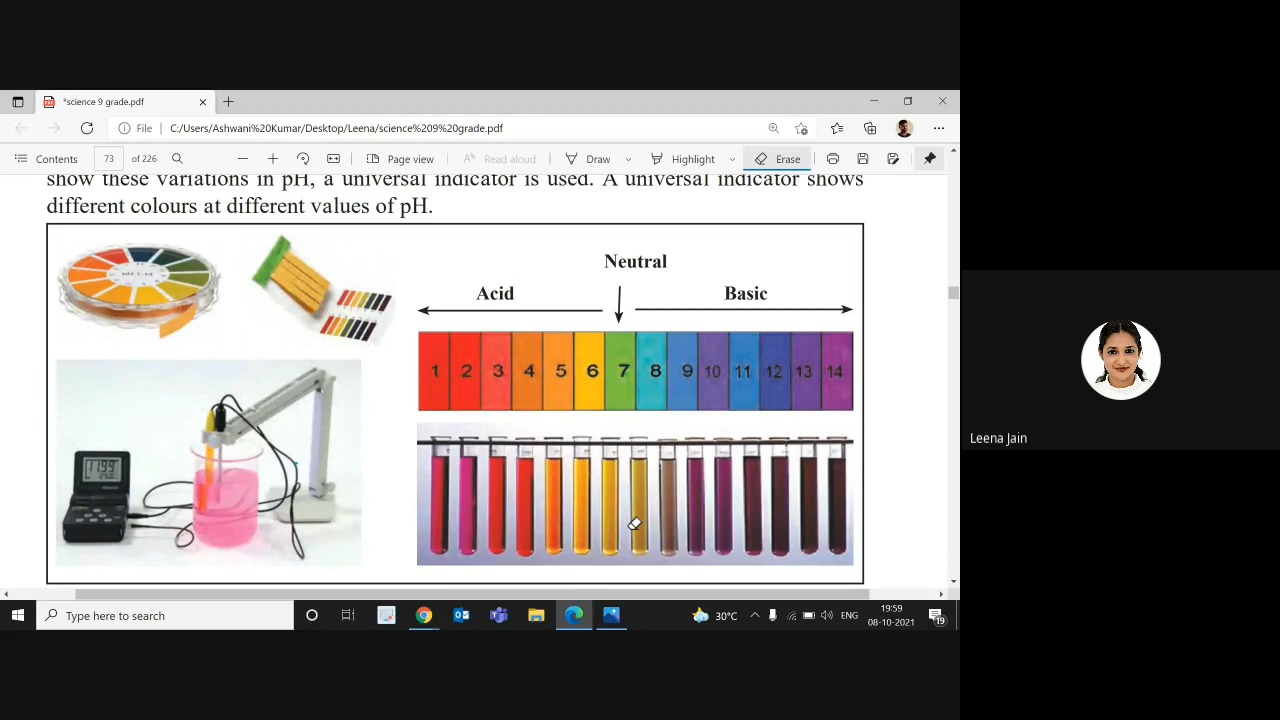 *science 9 grade.pdf
File
C:/Users/Ashwani%20Kumar/Desktop/Leena/science%209%20grade.pdf
Contents
73
of 226
Page view
Read aloud
Draw
Highlight
Erase
show these variations in pH, a universal indicator is used. A universal indicator shows
different colours at different values of pH.
Neutral
Acid
Basic
1 2 3 4 5 6 7 8 9 10 11 12 13 14
Leena Jain
Type here to search
30°C
ENG
19:59
08-10-2021
19